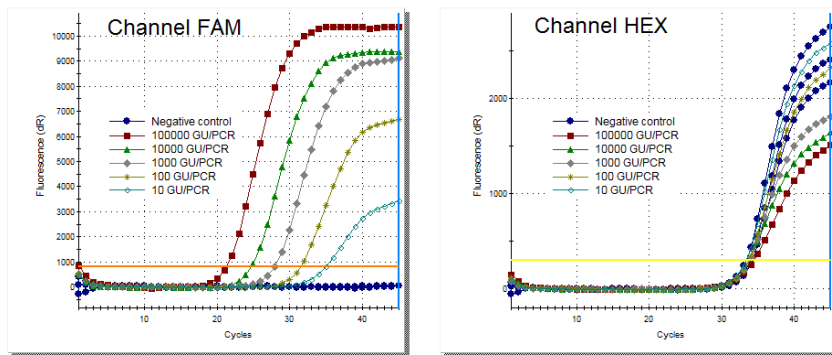 Channel FAM
Fluorescence (dR)
10000
9000
8000
7000
6000
5000
4000
3000
2000
1000
0
Negative control
100000 GU/PCR
10000 GU/PCR
1000 GU/PCR
100 GU/PCR
10 GU/PCR
10
20
30
40
Cycles
Channel HEX
Fluorescence (dR)
2000
1000
0
Negative control
100000 GU/PCR
10000 GU/PCR
1000 GU/PCR
100 GU/PCR
10 GU/PCR
10
20
30
40
Cycles